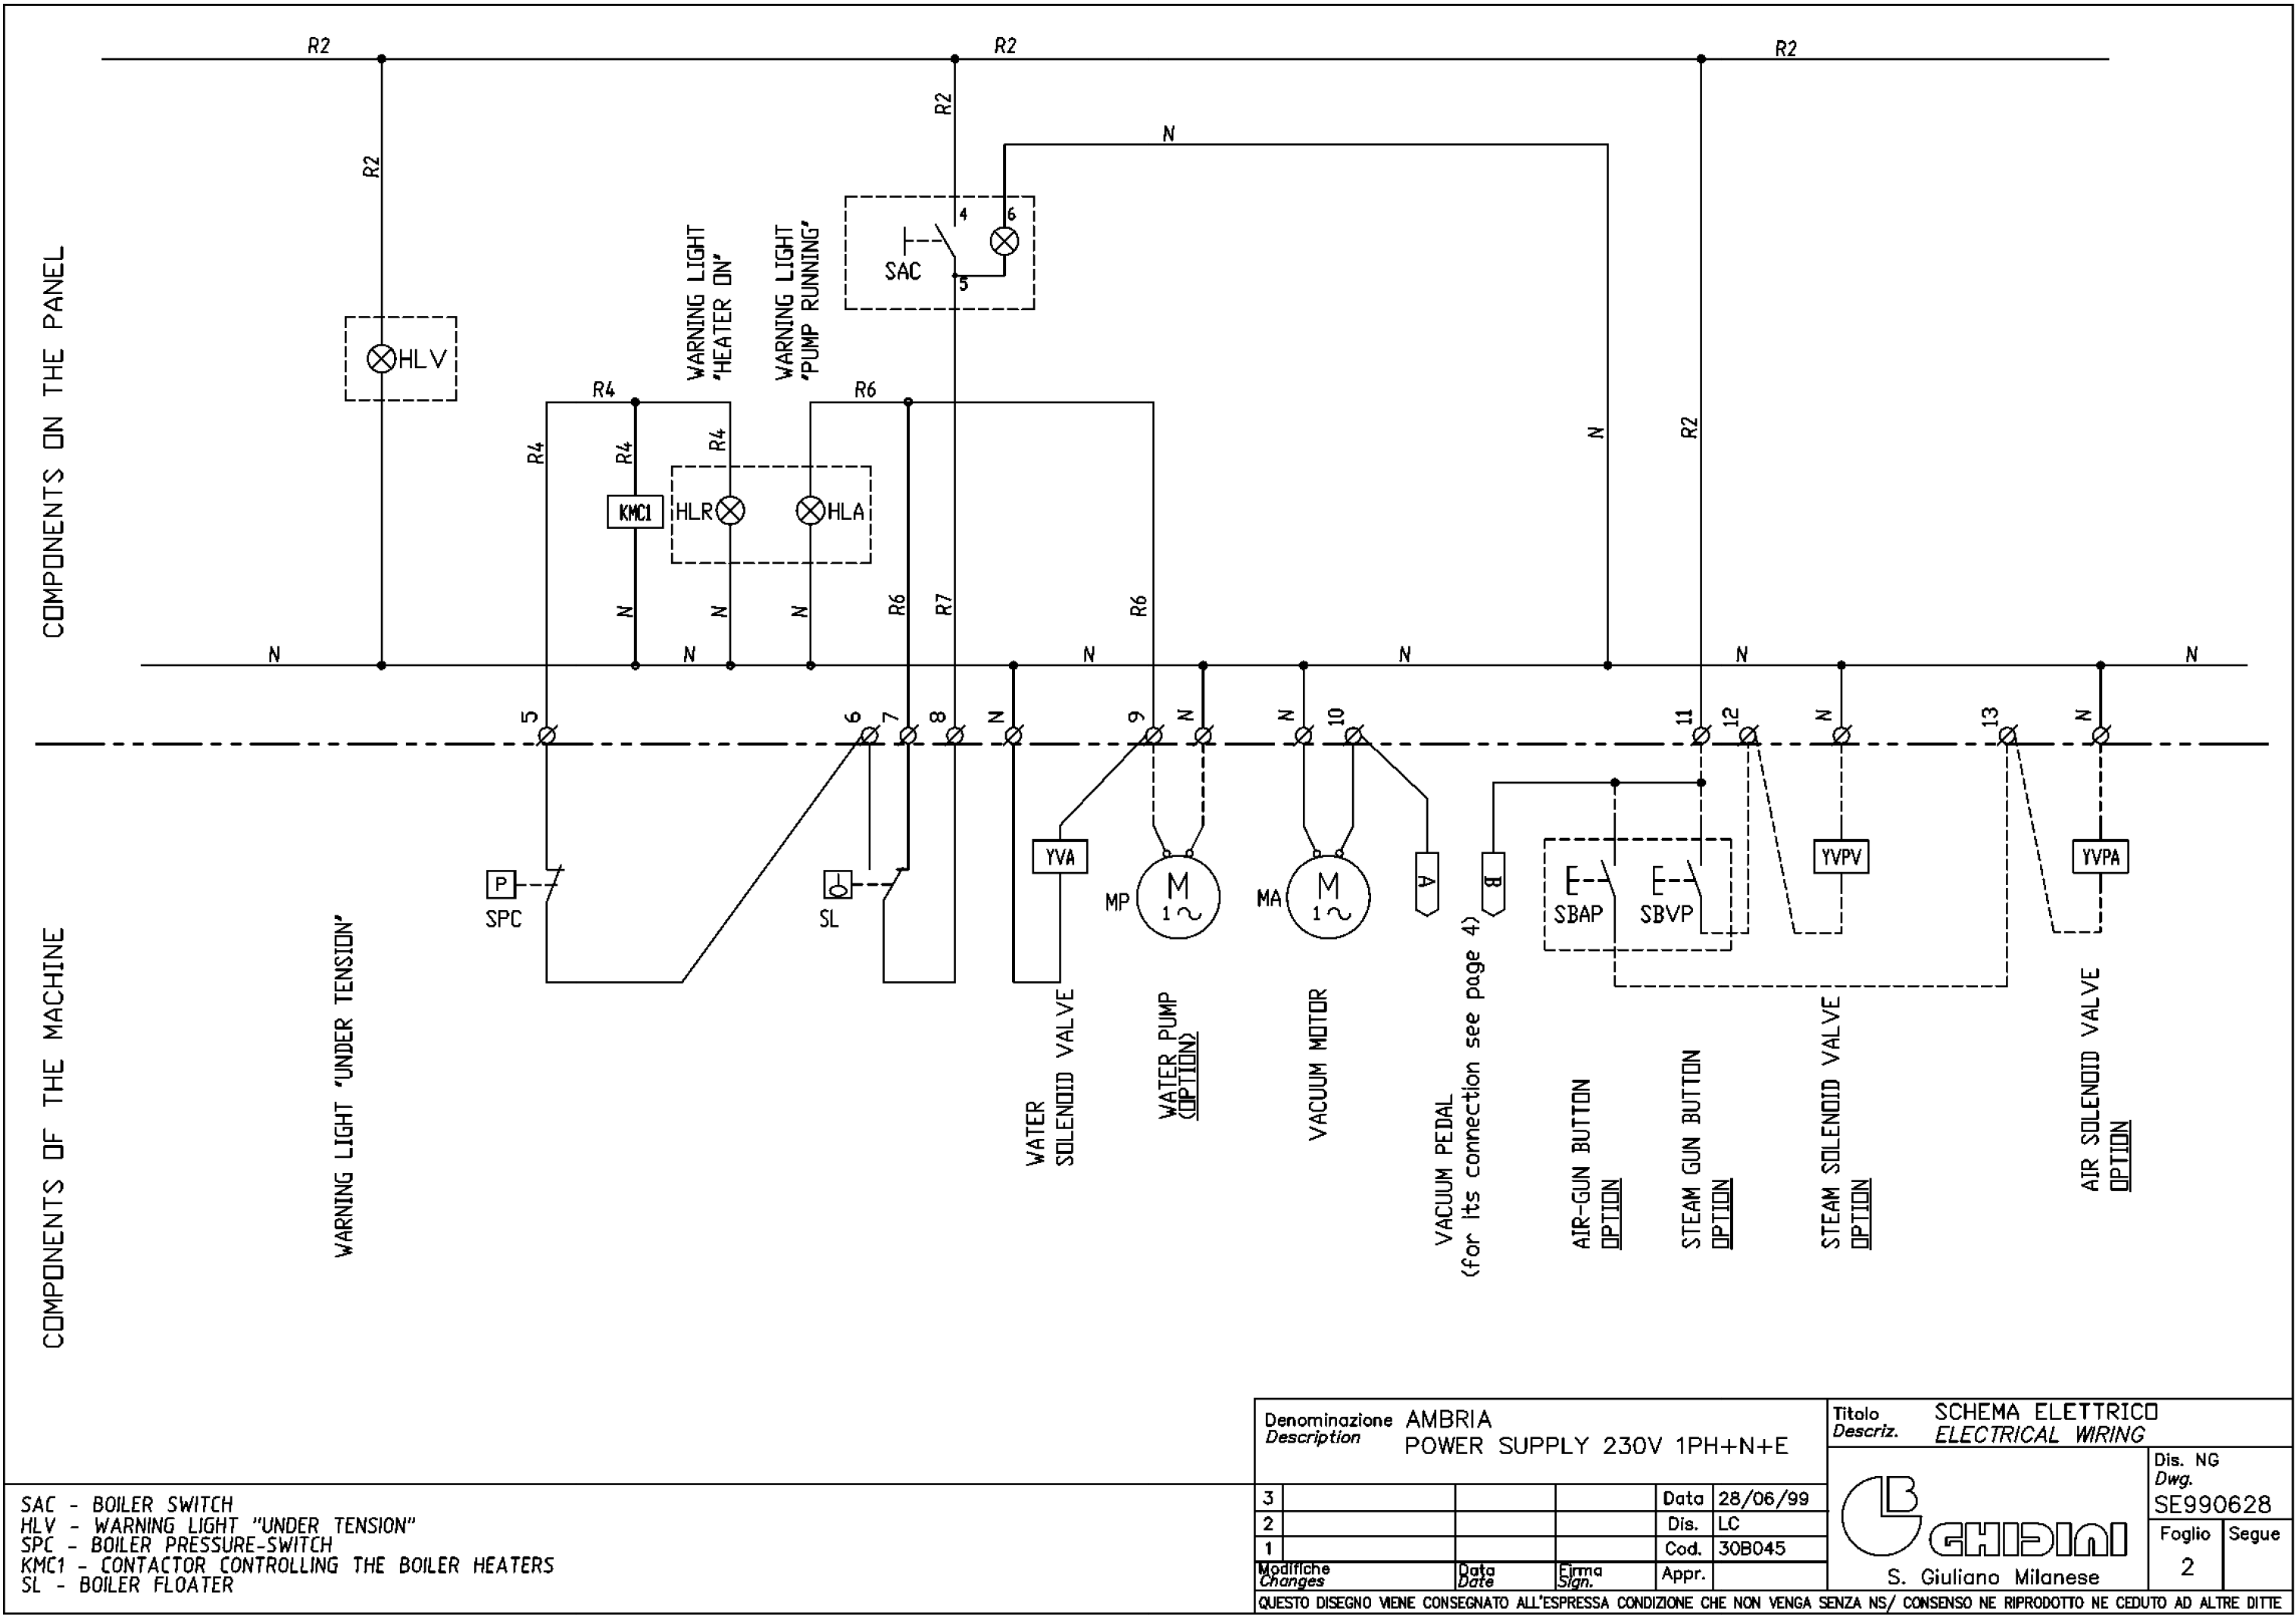 R2
R2
R2
R2
R2
N
4
6
SAC
5
COMPONENTS ON THE PANEL
HLV
WARNING LIGHT
"HEATER ON"
WARNING LIGHT
"PUMP RUNNING"
R4
R6
R4
R4
R4
N
R2
KMC1
HLR
HLA
N
N
N
R6
R7
R6
N
N
N
N
N
N
5
6
7
8
N
9
N
N
10
11
12
N
13
N
COMPONENTS OF THE MACHINE
WARNING LIGHT "UNDER TENSION"
P
SPC
SL
YVA
MP
M
1~
MA
M
1~
A
B
SBAP
SBVP
YVPV
YVPA
WATER
SOLENOID VALVE
WATER PUMP
(OPTION)
VACUUM MOTOR
VACUUM PEDAL
(for its connection see page 4)
AIR-GUN BUTTON
OPTION
STEAM GUN BUTTON
OPTION
STEAM SOLENOID VALVE
OPTION
AIR SOLENOID VALVE
OPTION
SAC - BOILER SWITCH
HLV - WARNING LIGHT "UNDER TENSION"
SPC - BOILER PRESSURE-SWITCH
KMC1 - CONTACTOR CONTROLLING THE BOILER HEATERS
SL - BOILER FLOATER
Denominazione AMBRIA
Description POWER SUPPLY 230V 1PH+N+E
Titolo SCHEMA ELETTRICO
Descriz. ELECTRICAL WIRING
3 Data 28/06/99
2 Dis. LC
1 Cod. 30B045
Modifiche Data Firma Appr.
Changes Date Sign.
GB
GHIDINI
S. Giuliano Milanese
Dis. NG
Dwg.
SE990628
Foglio Segue
2
QUESTO DISEGNO VIENE CONSEGNATO ALL'ESPRESSA CONDIZIONE CHE NON VENGA SENZA NS/ CONSENSO NE RIPRODOTTO NE CEDUTO AD ALTRE DITTE